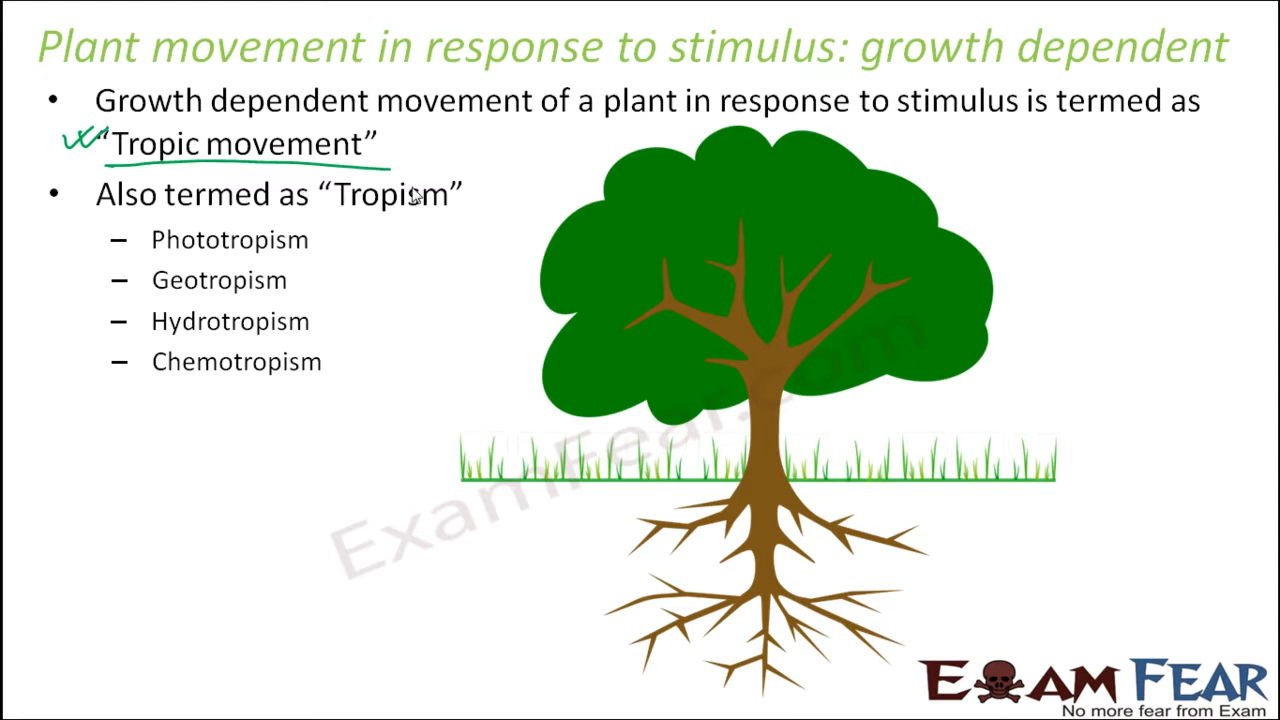 Plant movement in response to stimulus: growth dependent
• Growth dependent movement of a plant in response to stimulus is termed as
“Tropic movement”
• Also termed as “Tropism”
– Phototropism
– Geotropism
– Hydrotropism
– Chemotropism
ExamFear.com
EXAM FEAR
No more fear from Exam